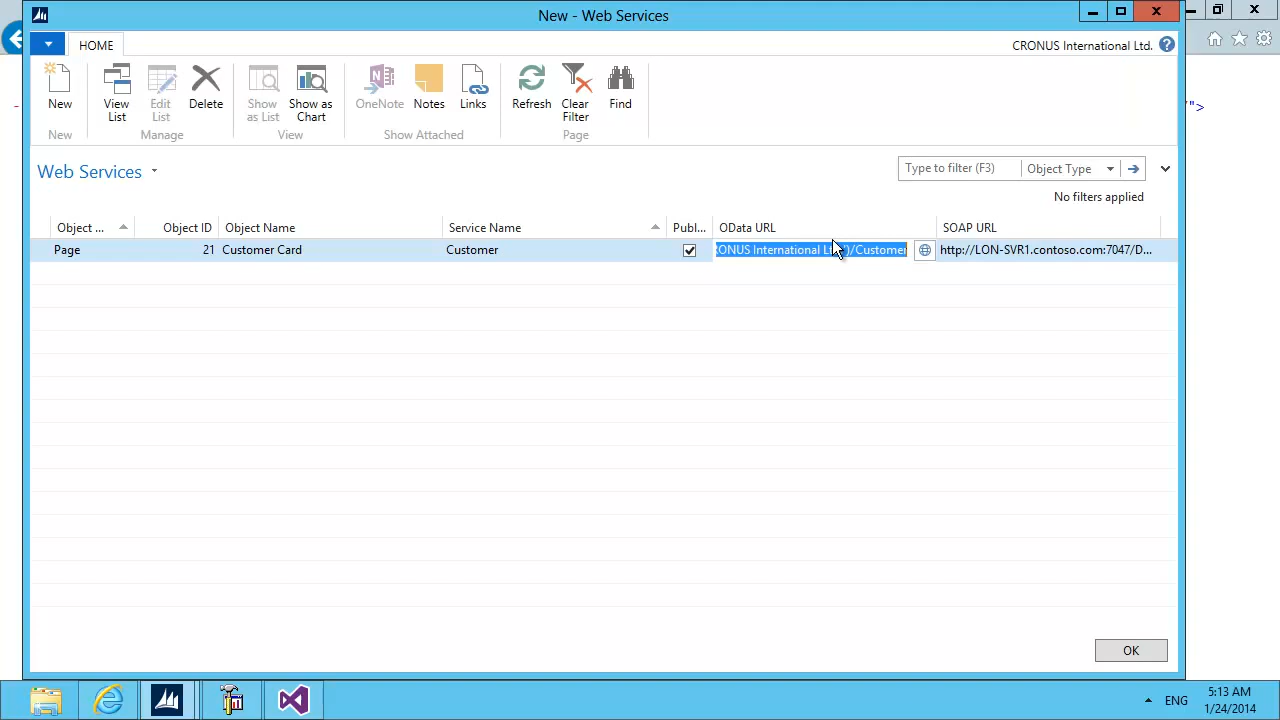 New - Web Services
HOME
CRONUS International Ltd.
New
View List
Edit List
Delete
Show as List
Show as Chart
OneNote
Notes
Links
Refresh
Clear Filter
Find
New
Manage
View
Show Attached
Page
">
Web Services
Type to filter (F3)
Object Type
No filters applied
Object ...
Object ID
Object Name
Service Name
Publ...
OData URL
SOAP URL
Page
21
Customer Card
Customer
CRONUS International Lt')/Customer
http://LON-SVR1.contoso.com:7047/D...
OK
ENG
5:13 AM
1/24/2014